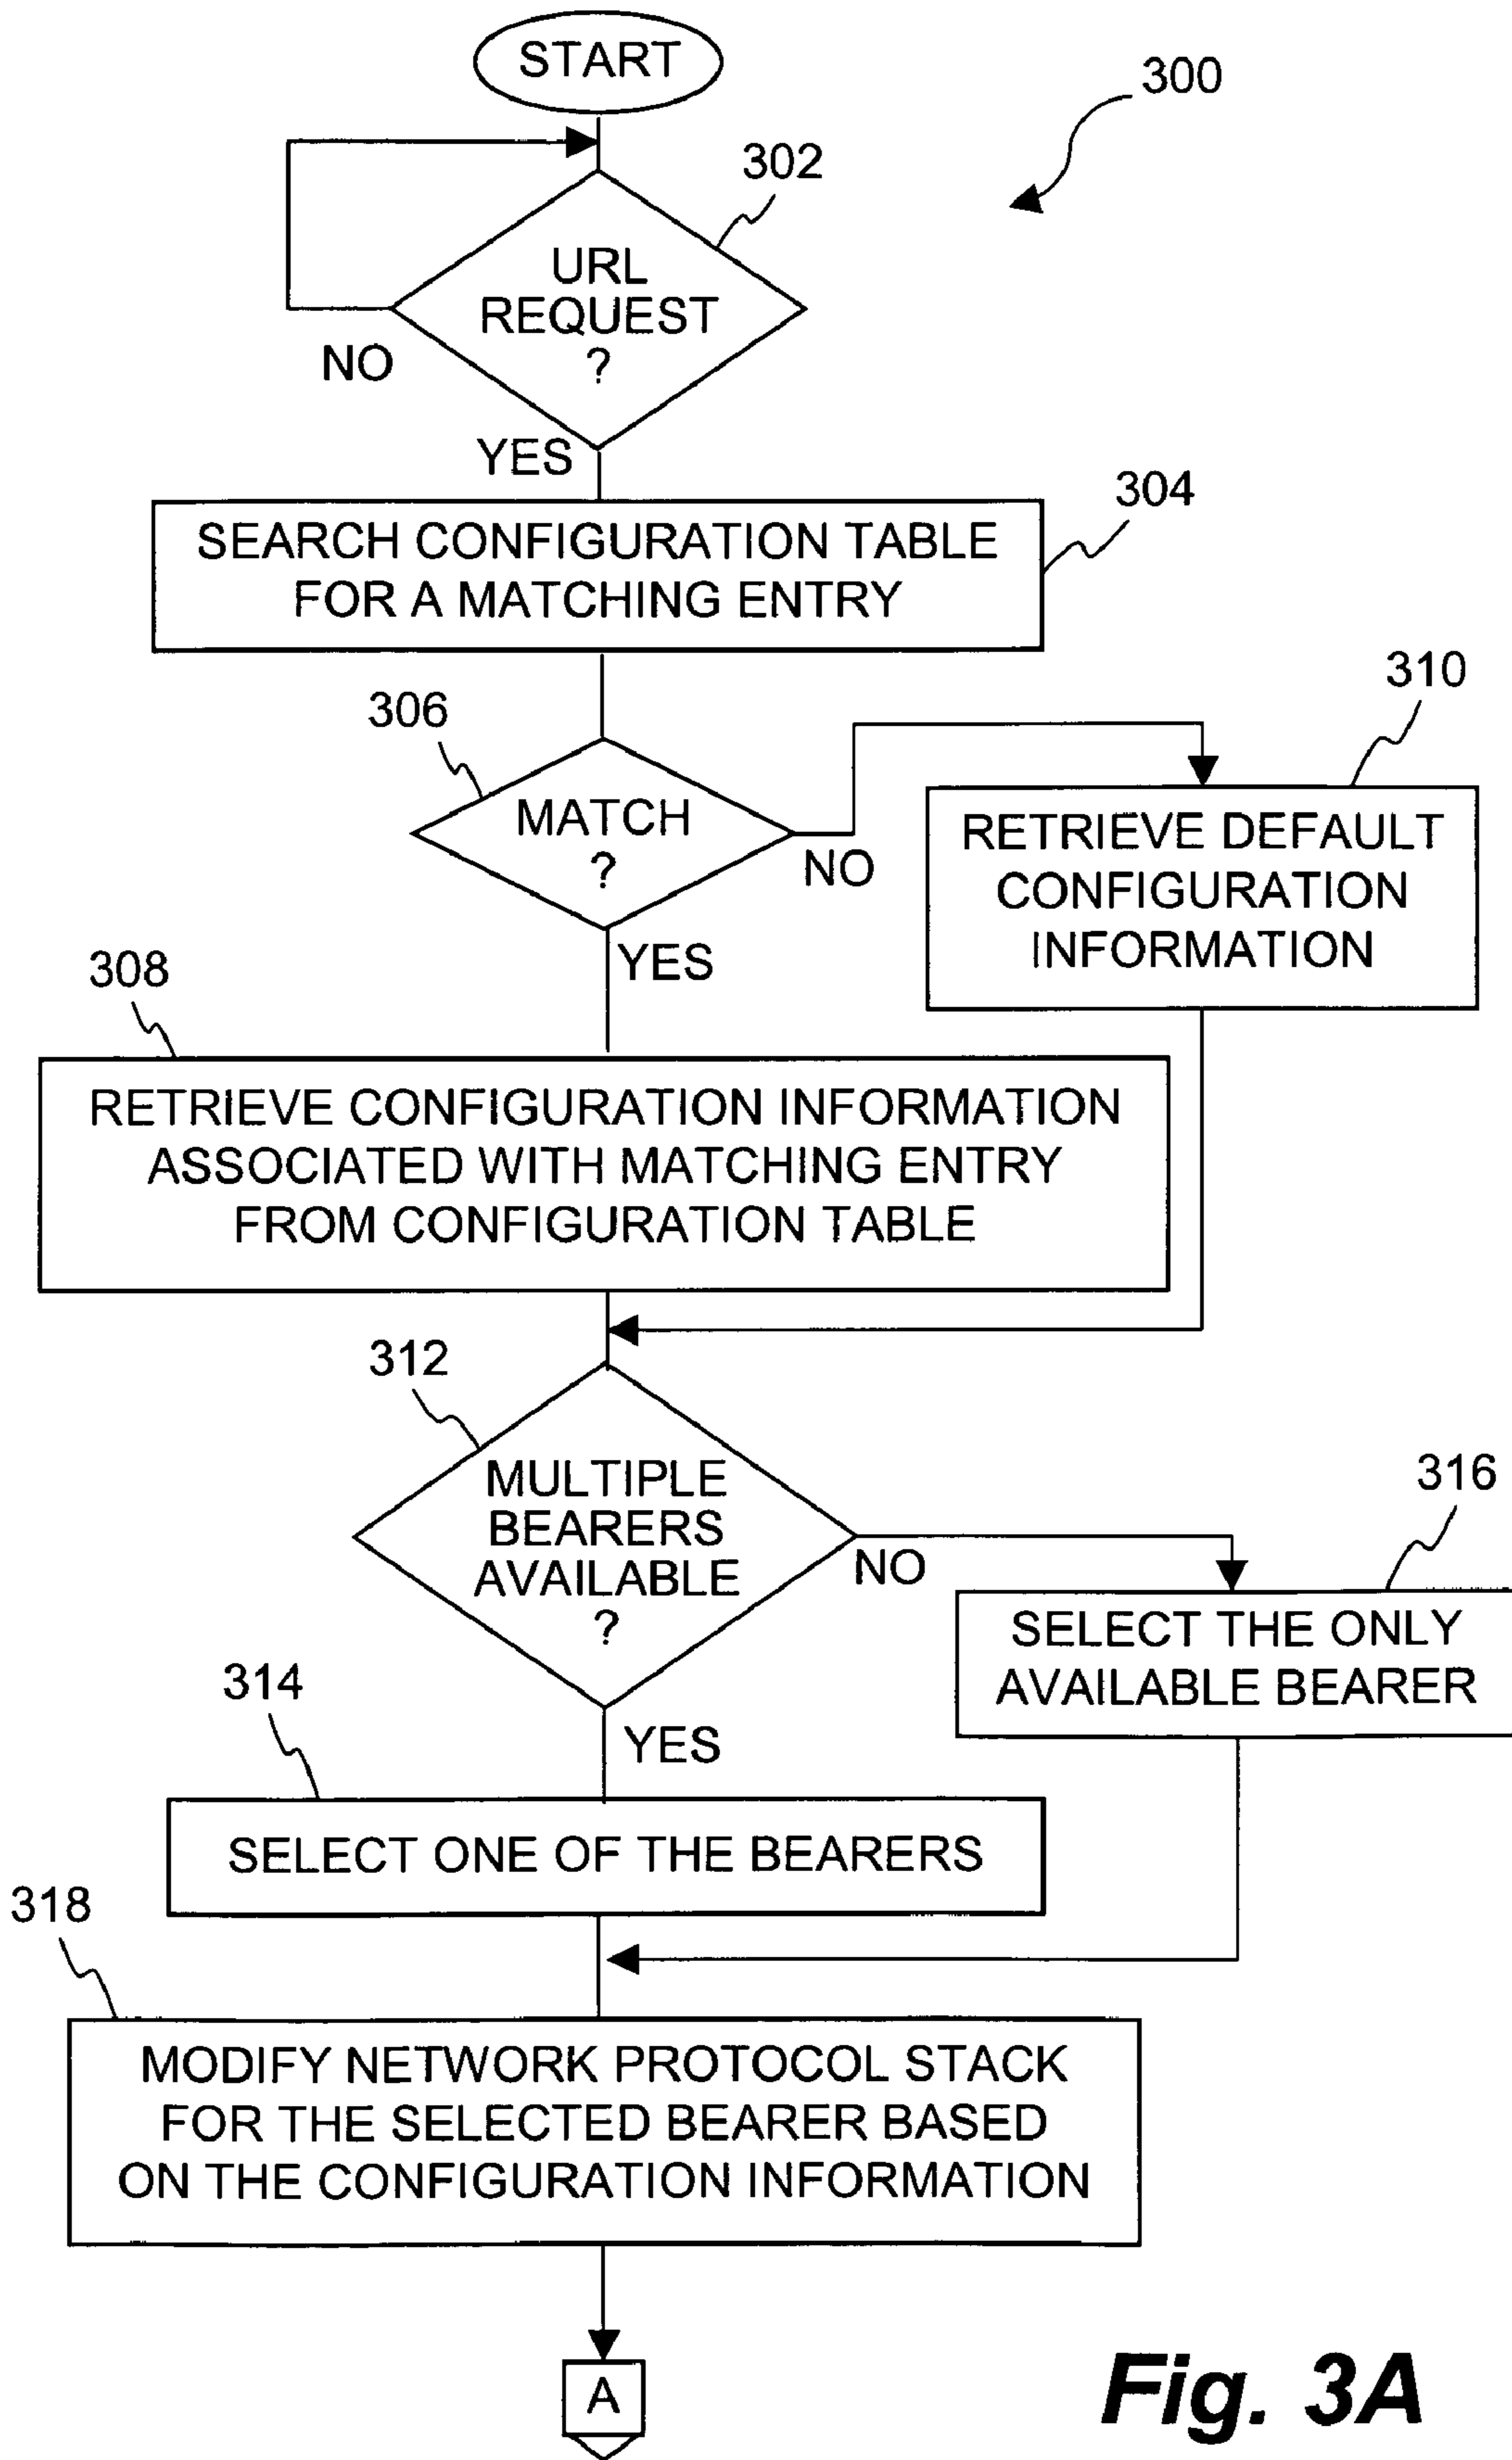 START
300
302
URL
REQUEST
?
NO
YES
304
SEARCH CONFIGURATION TABLE
FOR A MATCHING ENTRY
306
310
MATCH
?
NO
RETRIEVE DEFAULT
CONFIGURATION
INFORMATION
YES
308
RETRIEVE CONFIGURATION INFORMATION
ASSOCIATED WITH MATCHING ENTRY
FROM CONFIGURATION TABLE
312
MULTIPLE
BEARERS
AVAILABLE
?
NO
316
SELECT THE ONLY
AVAILABLE BEARER
314
YES
SELECT ONE OF THE BEARERS
318
MODIFY NETWORK PROTOCOL STACK
FOR THE SELECTED BEARER BASED
ON THE CONFIGURATION INFORMATION
A
Fig. 3A